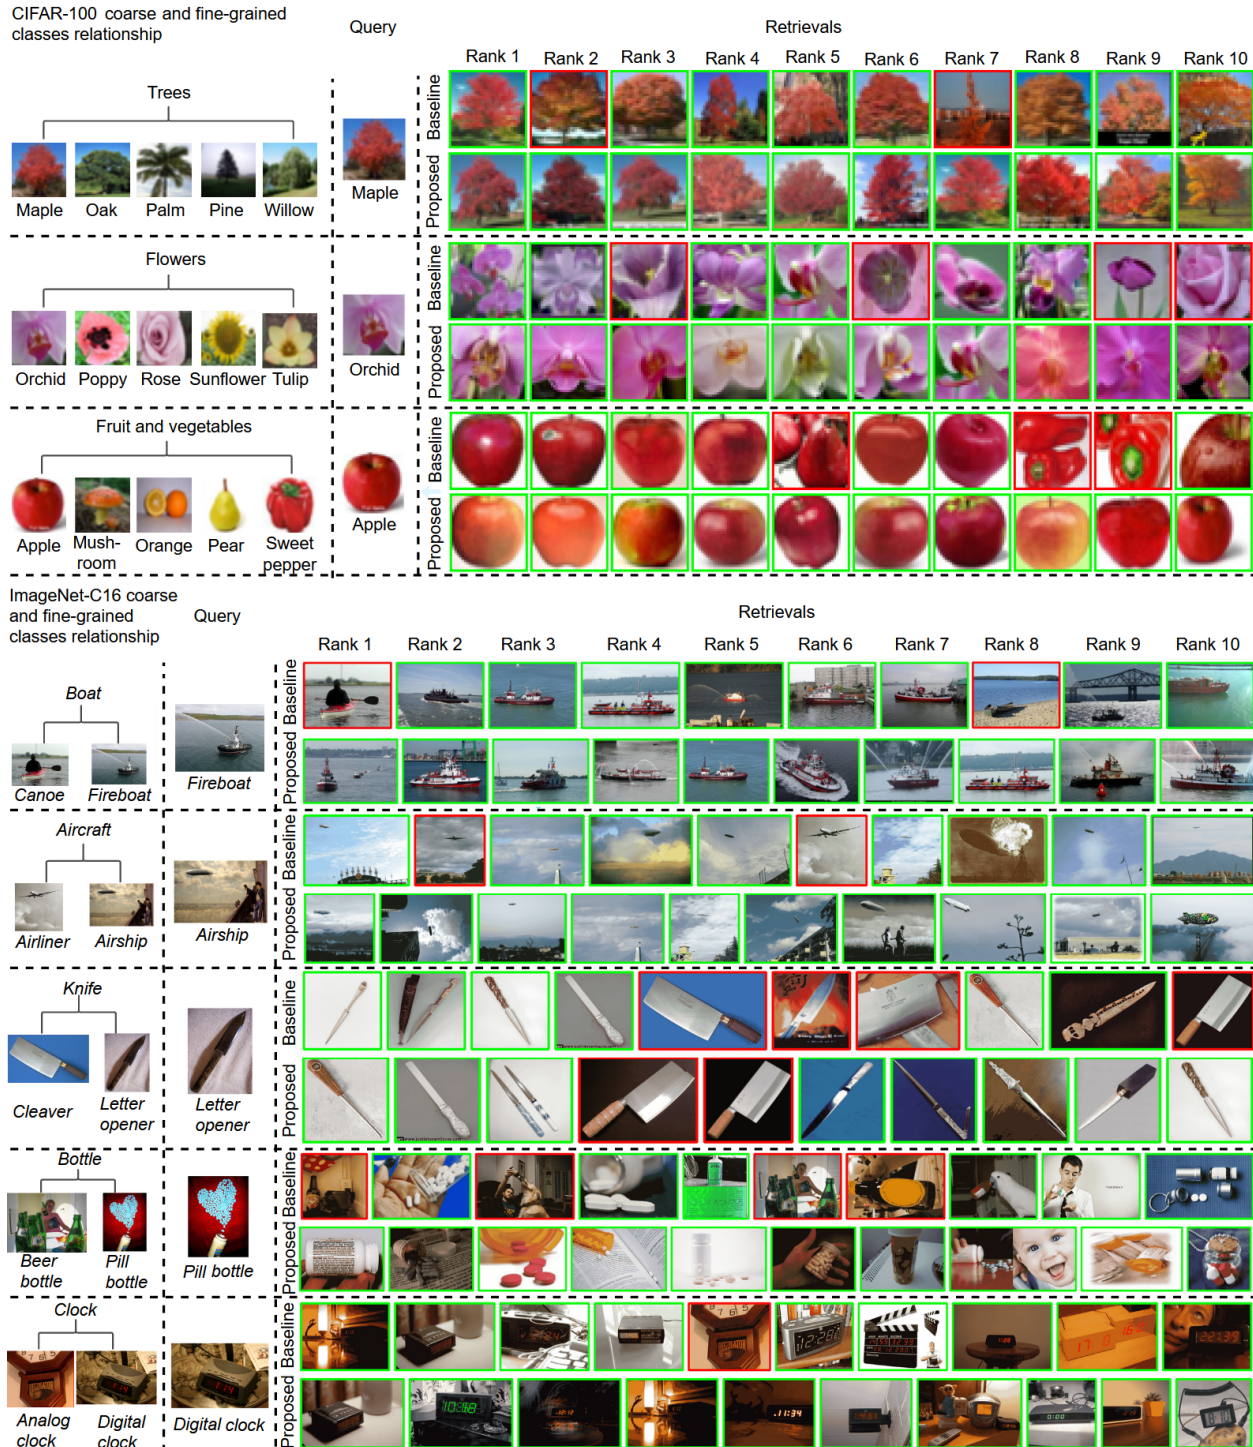 CIFAR-100 coarse and fine-grained
classes relationship
Query
Retrievals
Rank 1 Rank 2 Rank 3 Rank 4 Rank 5 Rank 6 Rank 7 Rank 8 Rank 9 Rank 10
Trees
Maple Oak Palm Pine Willow
Maple
Baseline
Proposed
Flowers
Orchid Poppy Rose Sunflower Tulip
Orchid
Baseline
Proposed
Fruit and vegetables
Apple Mush-
room Orange Pear Sweet
pepper
Apple
Baseline
Proposed
ImageNet-C16 coarse
and fine-grained
classes relationship
Query
Retrievals
Rank 1 Rank 2 Rank 3 Rank 4 Rank 5 Rank 6 Rank 7 Rank 8 Rank 9 Rank 10
Boat
Canoe Fireboat
Fireboat
Baseline
Proposed
Aircraft
Airliner Airship
Airship
Baseline
Proposed
Knife
Cleaver Letter
opener
Letter
opener
Baseline
Proposed
Bottle
Beer
bottle Pill
bottle
Pill bottle
Baseline
Proposed
Clock
Analog
clock Digital
clock
Digital clock
Baseline
Proposed